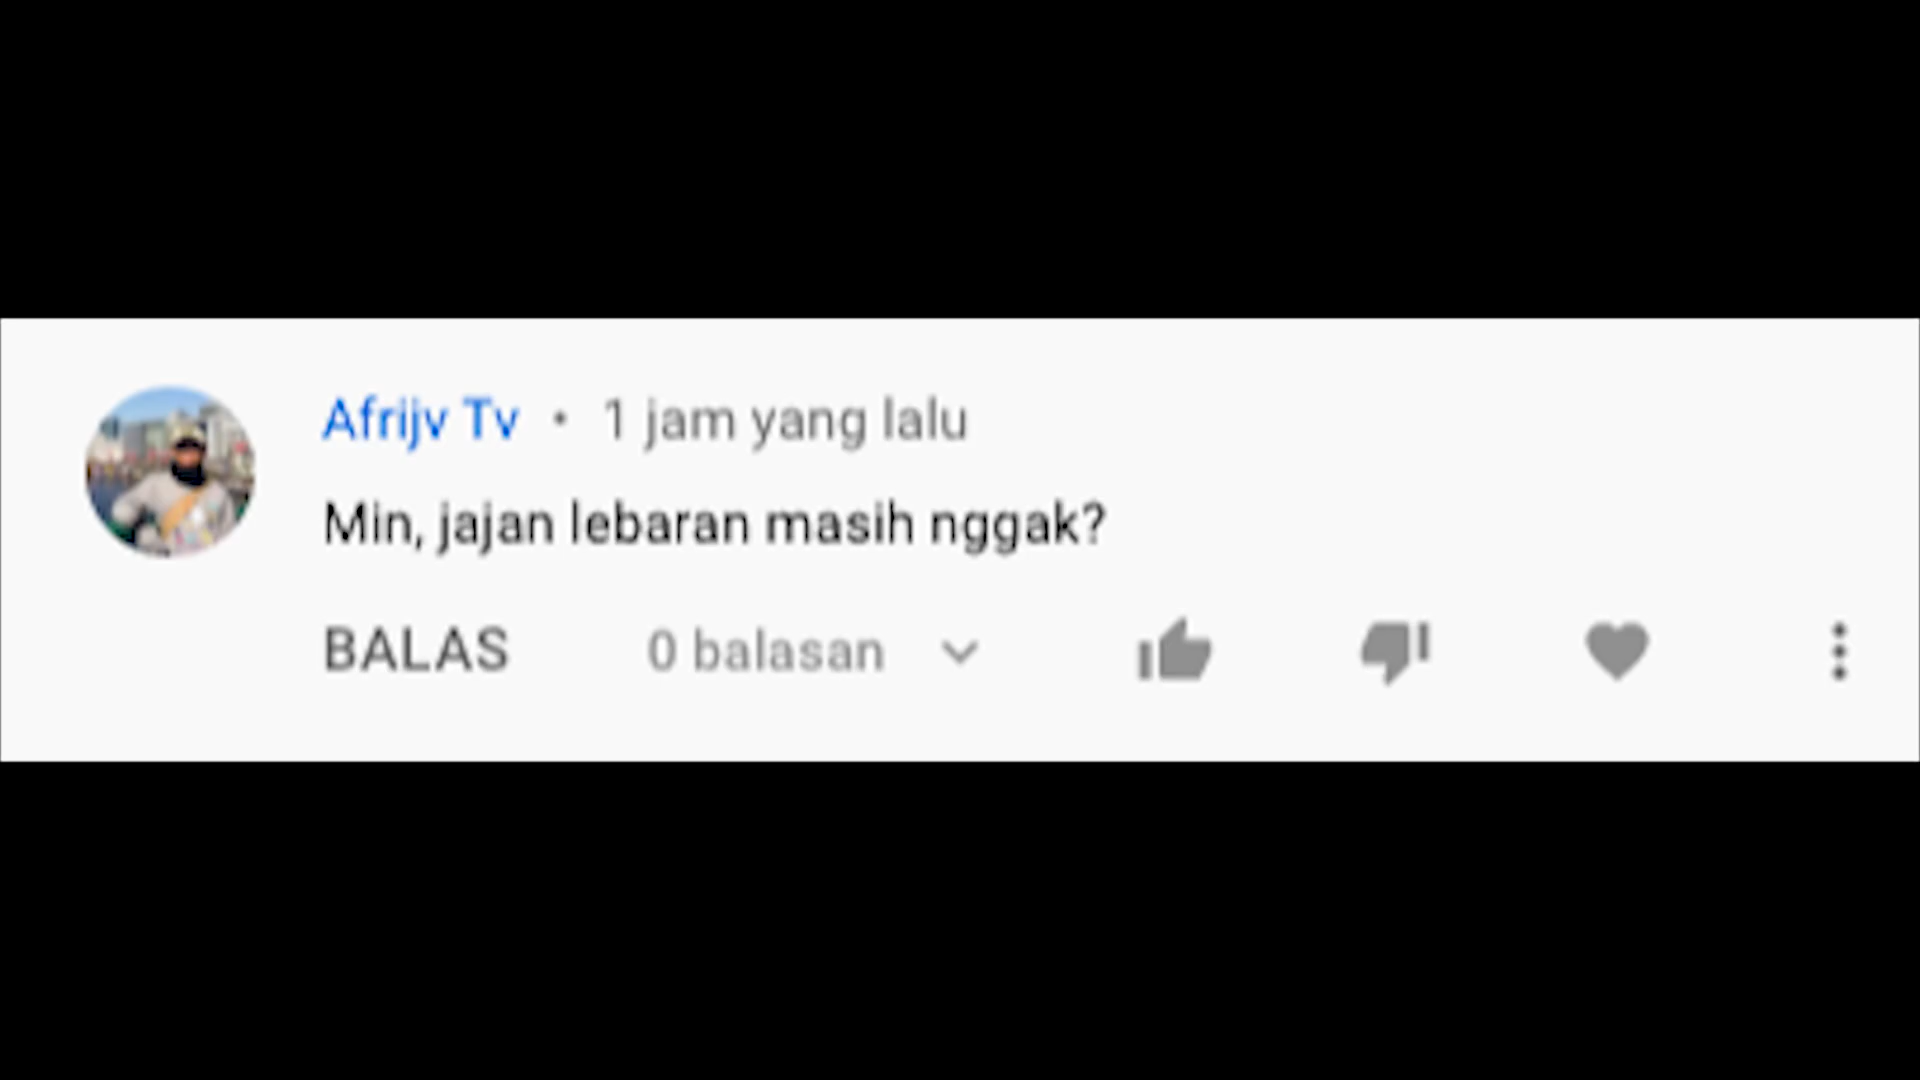 Afrijv Tv • 1 jam yang lalu
Min, jajan lebaran masih nggak?
BALAS 0 balasan